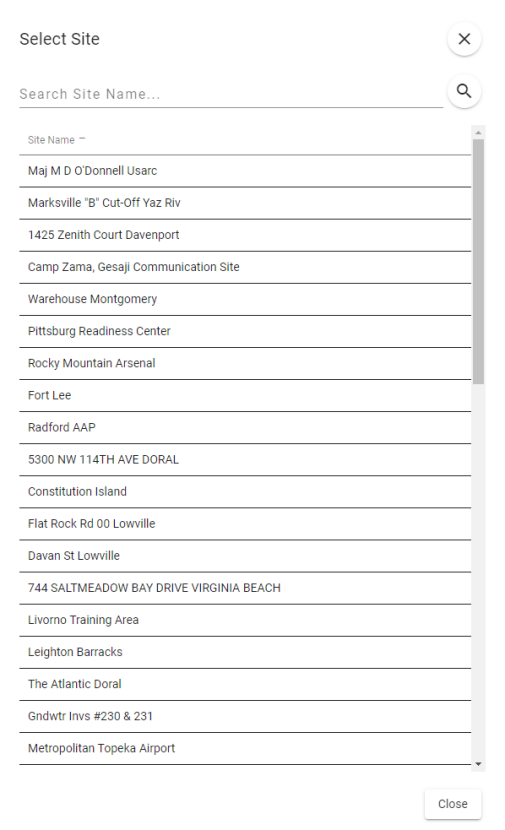 Select Site
Search Site Name...
Site Name
Maj M D O'Donnell Usarc
Marksville "B" Cut-Off Yaz Riv
1425 Zenith Court Davenport
Camp Zama, Gesaji Communication Site
Warehouse Montgomery
Pittsburg Readiness Center
Rocky Mountain Arsenal
Fort Lee
Radford AAP
5300 NW 114TH AVE DORAL
Constitution Island
Flat Rock Rd 00 Lowville
Davan St Lowville
744 SALTMEADOW BAY DRIVE VIRGINIA BEACH
Livorno Training Area
Leighton Barracks
The Atlantic Doral
Gndwtr Invs #230 & 231
Metropolitan Topeka Airport
Close